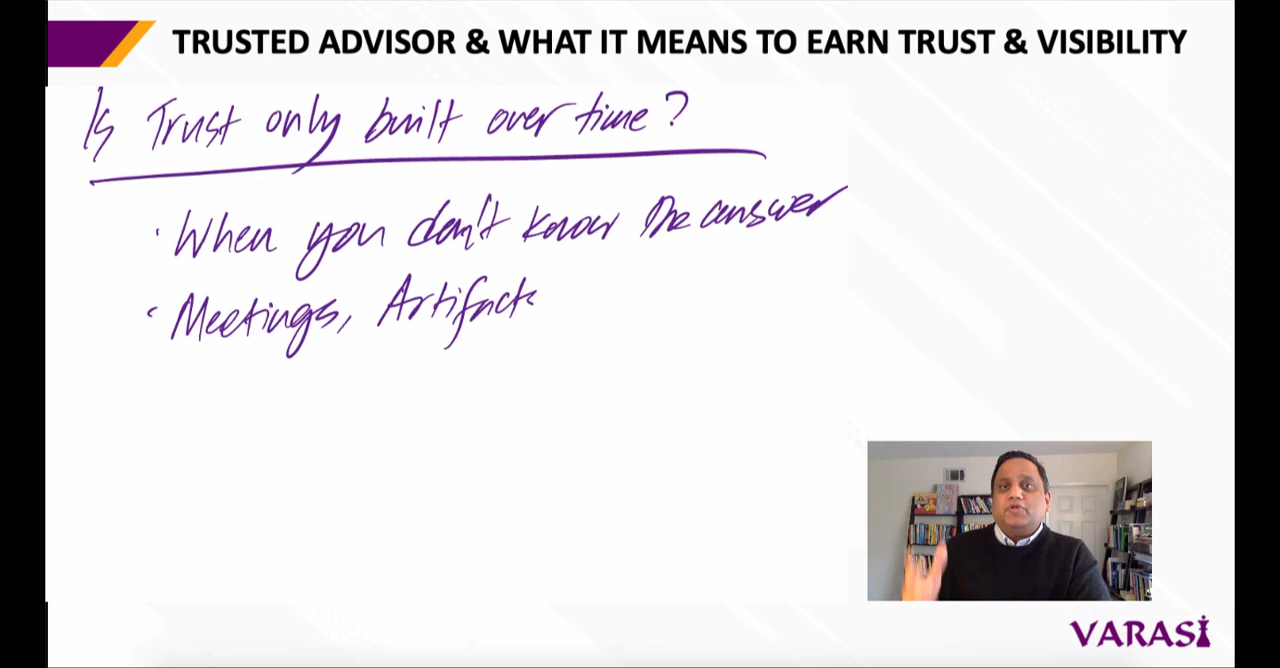 TRUSTED ADVISOR & WHAT IT MEANS TO EARN TRUST & VISIBILITY
Is Trust only built over time?
· When you don't know the answer
· Meetings, Artifacts
VARASI